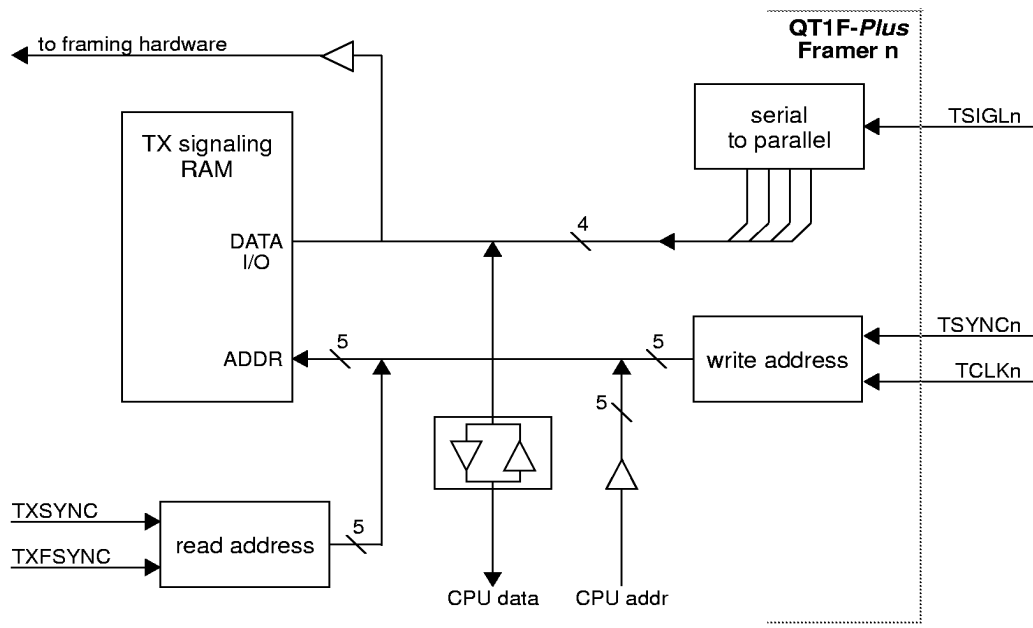 QT1F-Plus
Framer n
to framing hardware
serial
to parallel
TSIGLn
TX signaling
RAM
4
DATA
I/O
TSYNCn
5
5
ADDR
write address
TCLKn
5
TXSYNC
5
read address
TXFSYNC
CPU data
CPU addr